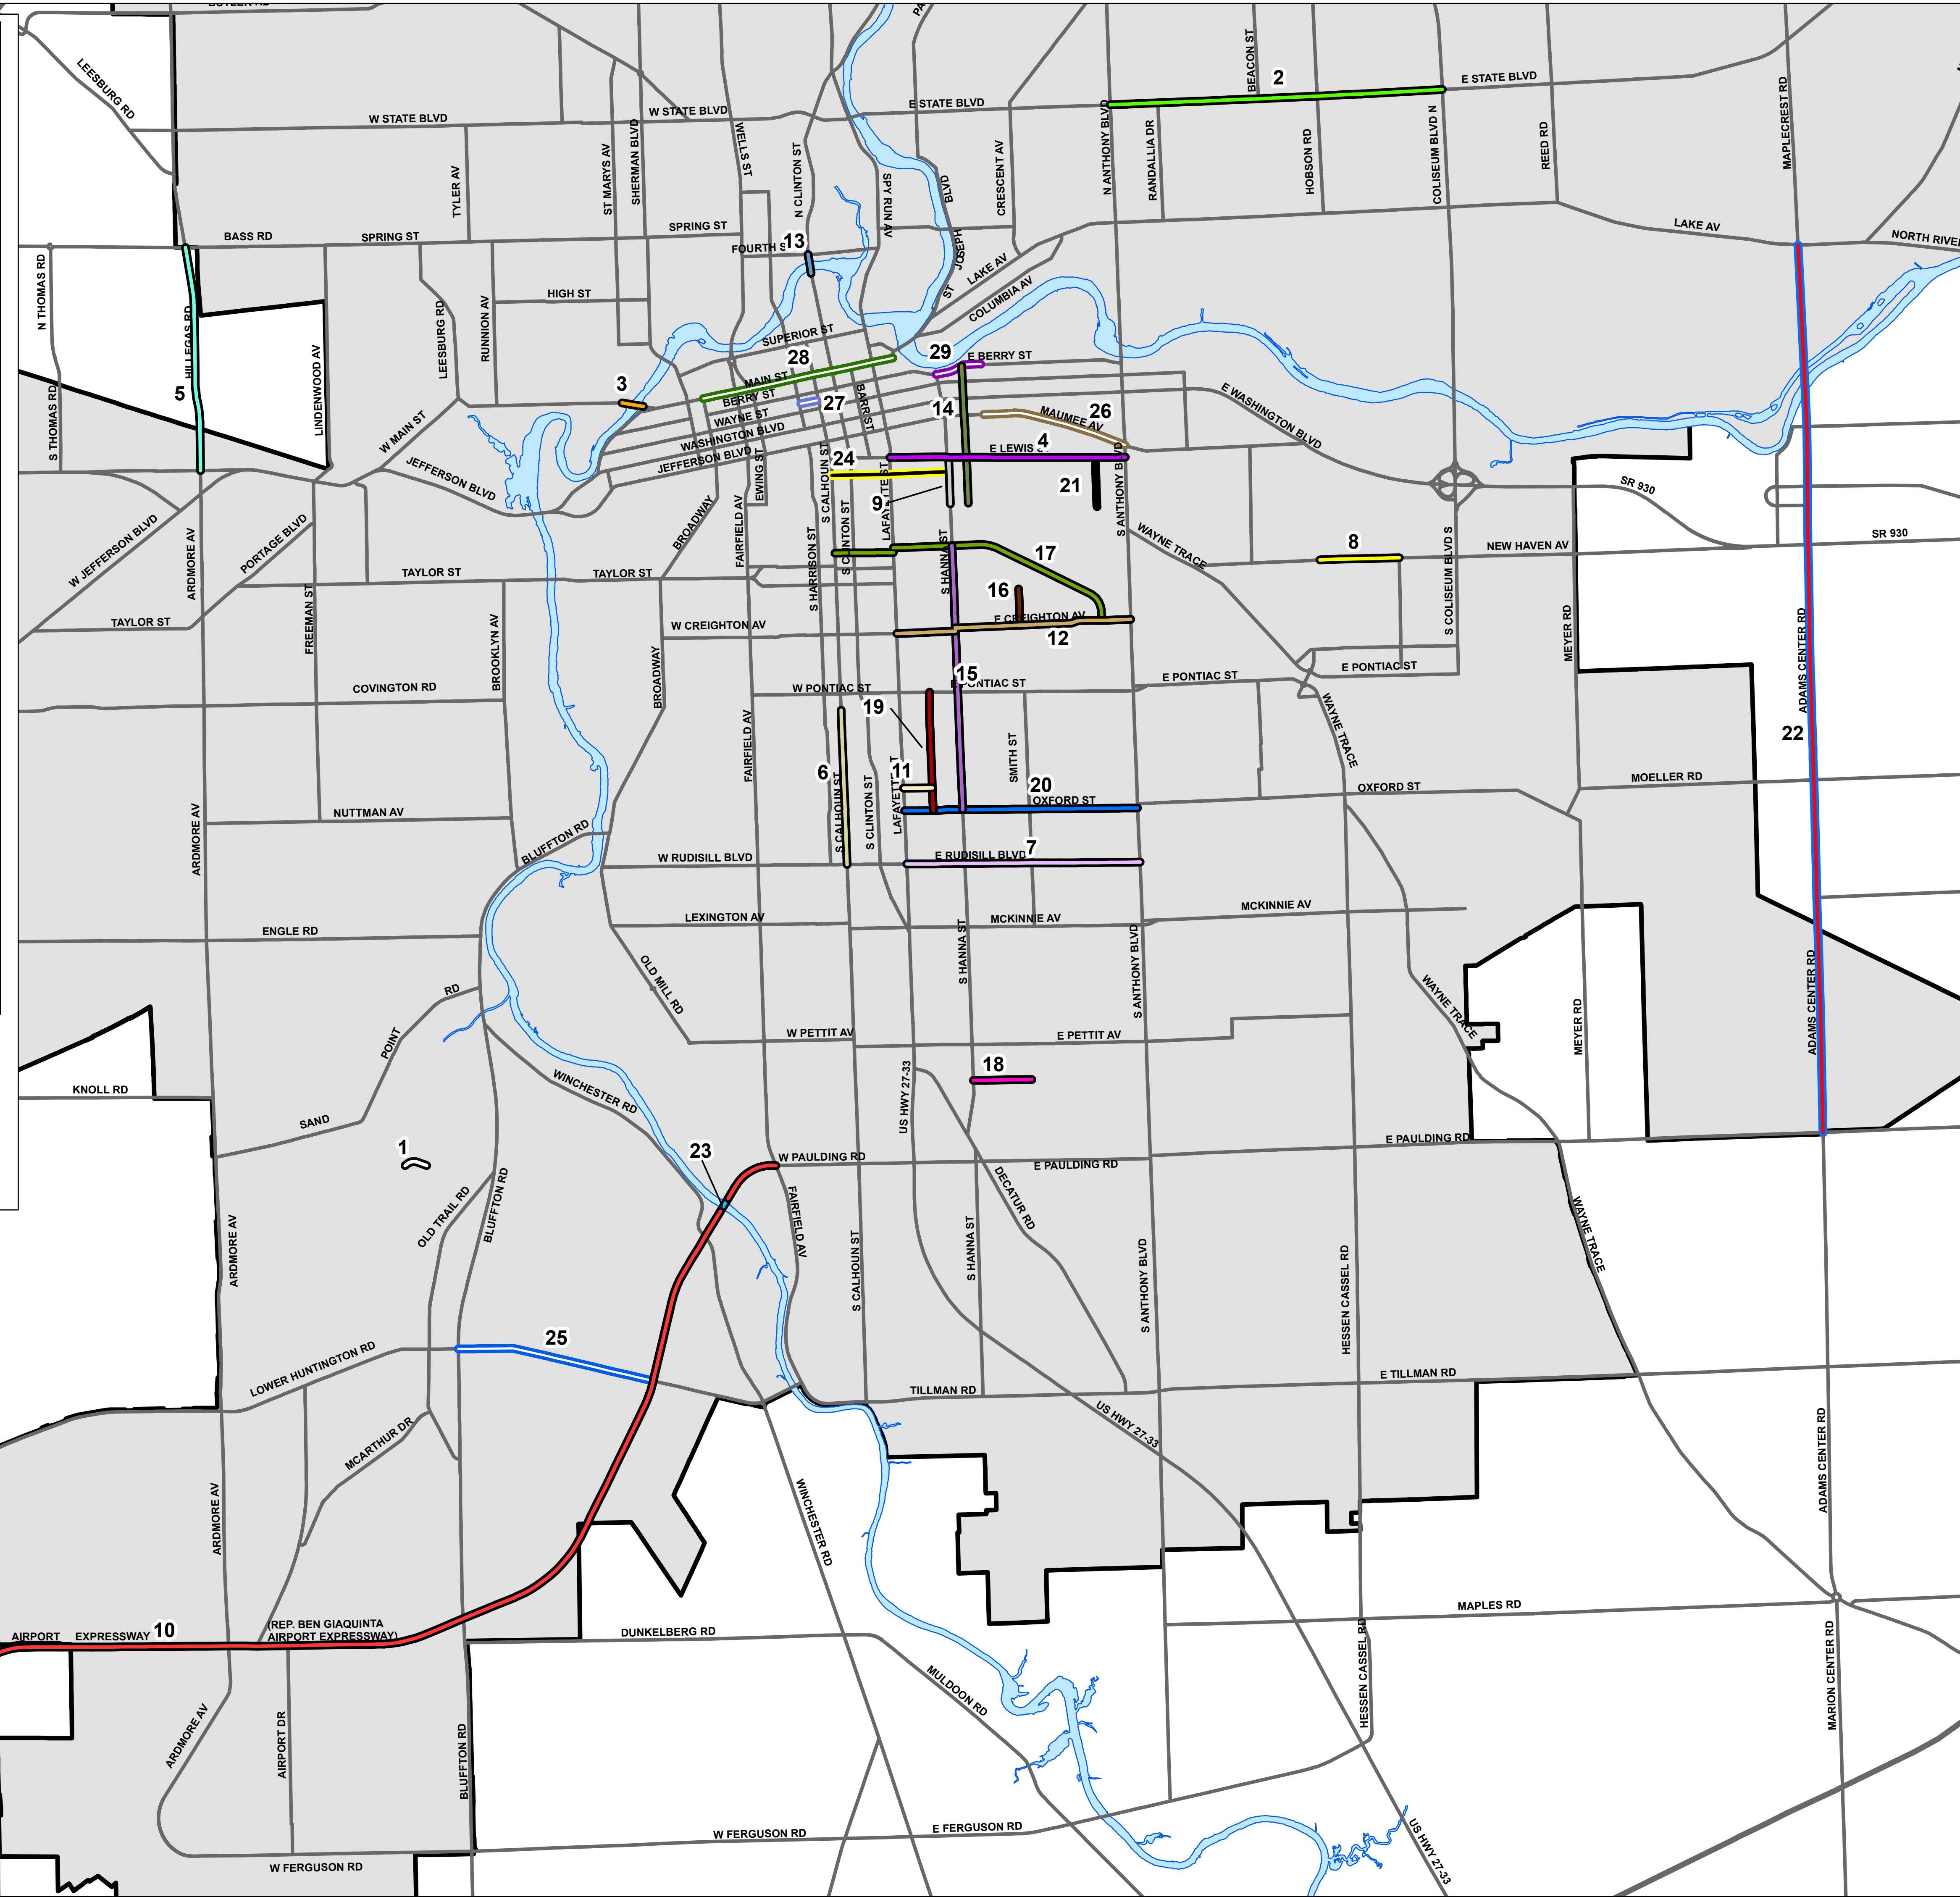 LEESBURG RD
BEACON ST
2
E STATE BLVD
MAPLECREST RD
W STATE BLVD
W STATE BLVD
E STATE BLVD
N ANTHONY BLVD
RANDALLIA DR
HOBSON RD
COLISEUM BLVD N
REED RD
WELLS ST
N CLINTON ST
SPY RUN AV
CRESCENT AV
TYLER AV
ST MARYS AV
SHERMAN BLVD
ST JOSEPH BLVD
BASS RD
SPRING ST
SPRING ST
FOURTH S
13
LAKE AV
NORTH RIVE
N THOMAS RD
HILLEGAS RD
LEESBURG RD
RUNNION AV
HIGH ST
LAKE AV
COLUMBIA AV
LINDENWOOD AV
SUPERIOR ST
28
29
E BERRY ST
S THOMAS RD
5
3
MAIN ST
BERRY ST
27
BARR ST
14
MAUMEE AV
26
E WASHINGTON BLVD
W MAIN ST
WAYNE ST
WASHINGTON BLVD
JEFFERSON BLVD
4
E LEWIS
JEFFERSON BLVD
24
EWING ST
S CALHOUN ST
LAFAYETTE ST
9
21
S ANTHONY BLVD
SR 930
W JEFFERSON BLVD
PORTAGE BLVD
ARDMORE AV
BROADWAY
FAIRFIELD AV
S HARRISON ST
S CLINTON ST
S HANNA ST
17
WAYNE TRACE
8
NEW HAVEN AV
SR 930
TAYLOR ST
TAYLOR ST
TAYLOR ST
FREEMAN ST
BROOKLYN AV
16
W CREIGHTON AV
E CREIGHTON AV
12
S COLISEUM BLVD S
MEYER RD
ADAMS CENTER RD
COVINGTON RD
BROADWAY
W PONTIAC ST
15
PONTIAC ST
E PONTIAC ST
E PONTIAC ST
19
FAIRFIELD AV
SMITH ST
WAYNE TRACE
22
6
11
LAFAYETTE
20
OXFORD ST
OXFORD ST
MOELLER RD
NUTTMAN AV
ARDMORE AV
BLUFFTON RD
S CALHOUN ST
S CLINTON ST
W RUDISILL BLVD
E RUDISILL BLVD
7
LEXINGTON AV
MCKINNIE AV
MCKINNIE AV
ENGLE RD
OLD MILL RD
S HANNA ST
S ANTHONY BLVD
WAYNE TRACE
MEYER RD
ADAMS CENTER RD
SAND POINT RD
W PETTIT AV
E PETTIT AV
KNOLL RD
WINCHESTER RD
US HWY 27-33
18
1
23
W PAULDING RD
E PAULDING RD
E PAULDING RD
ARDMORE AV
OLD TRAIL RD
BLUFFTON RD
FAIRFIELD AV
S CALHOUN ST
S HANNA ST
DECATUR RD
S ANTHONY BLVD
HESSEN CASSEL RD
WAYNE TRACE
25
LOWER HUNTINGTON RD
TILLMAN RD
E TILLMAN RD
MCARTHUR DR
US HWY 27-33
ARDMORE AV
WINCHESTER RD
ADAMS CENTER RD
MAPLES RD
AIRPORT EXPRESSWAY
10
(REP. BEN GIAQUINTA
AIRPORT EXPRESSWAY)
DUNKELBERG RD
MULDOON RD
HESSEN CASSEL RD
MARION CENTER RD
ARDMORE AV
AIRPORT DR
BLUFFTON RD
W FERGUSON RD
W FERGUSON RD
E FERGUSON RD
US HWY 27-33